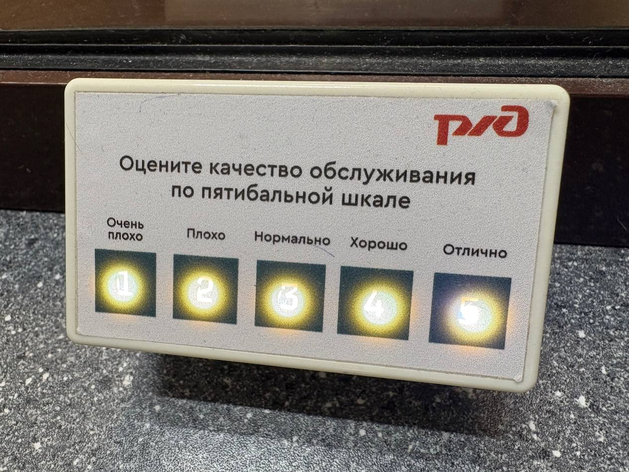 РЖД
Оцените качество обслуживания
по пятибальной шкале
Очень плохо
Плохо
Нормально
Хорошо
Отлично
1
2
3
4
5